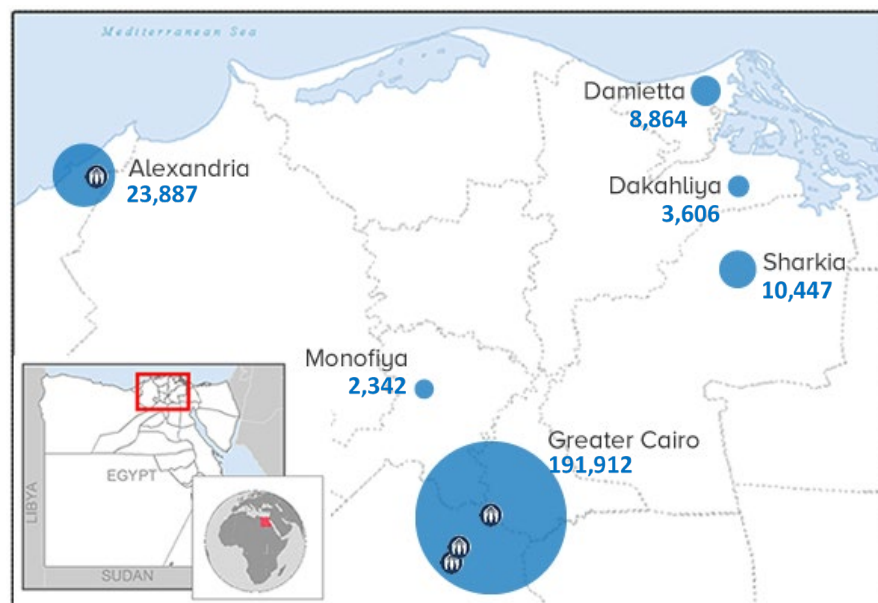 Mediterranean Sea
Damietta
8,864
Alexandria
23,887
Dakahliya
3,606
Sharkia
10,447
Monofiya
2,342
Greater Cairo
191,912
LIBYA
EGYPT
SUDAN